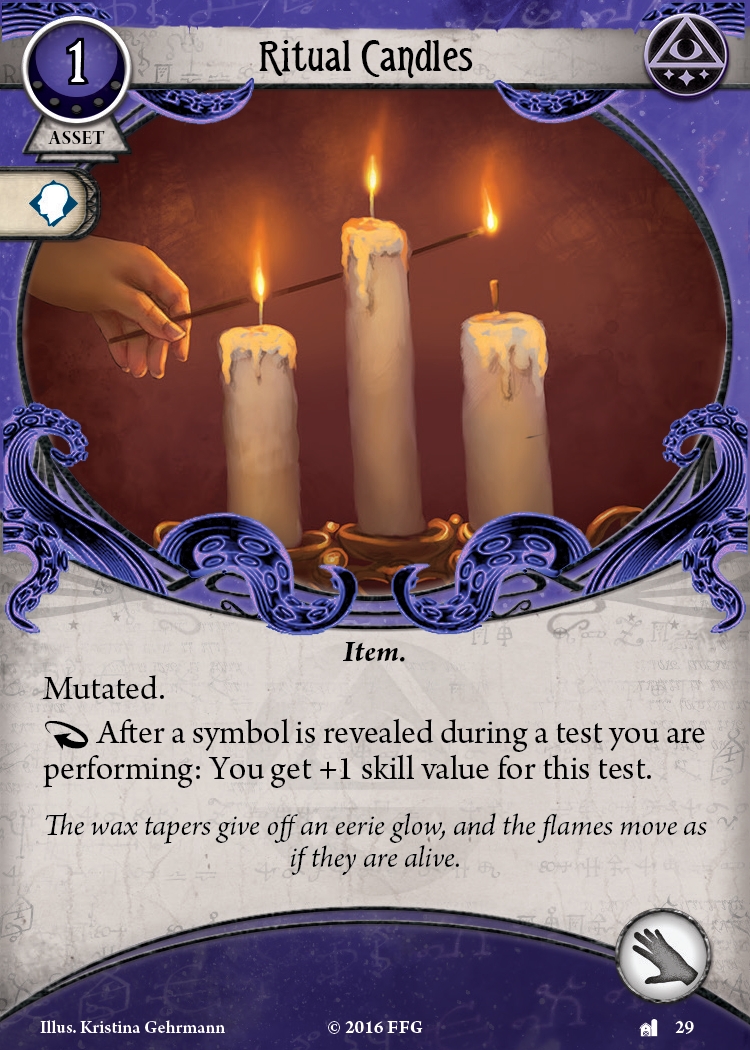 1
Ritual Candles
ASSET
Item.
Mutated.
After a symbol is revealed during a test you are
performing: You get +1 skill value for this test.
The wax tapers give off an eerie glow, and the flames move as
if they are alive.
Illus. Kristina Gehrmann
© 2016 FFG
29